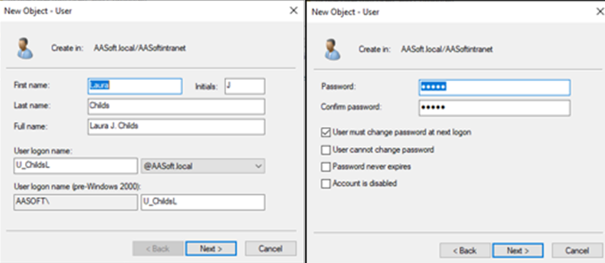 New Object - User
Create in: AASoft.local/AASoftintranet
First name: Laura Initials: J
Last name: Childs
Full name: Laura J. Childs
User logon name:
U_ChildsL @AASoft.local
User logon name (pre-Windows 2000):
AASOFT\ U_ChildsL
< Back Next > Cancel
New Object - User
Create in: AASoft.local/AASoftintranet
Password: •••••
Confirm password: •••••
User must change password at next logon
User cannot change password
Password never expires
Account is disabled
< Back Next > Cancel